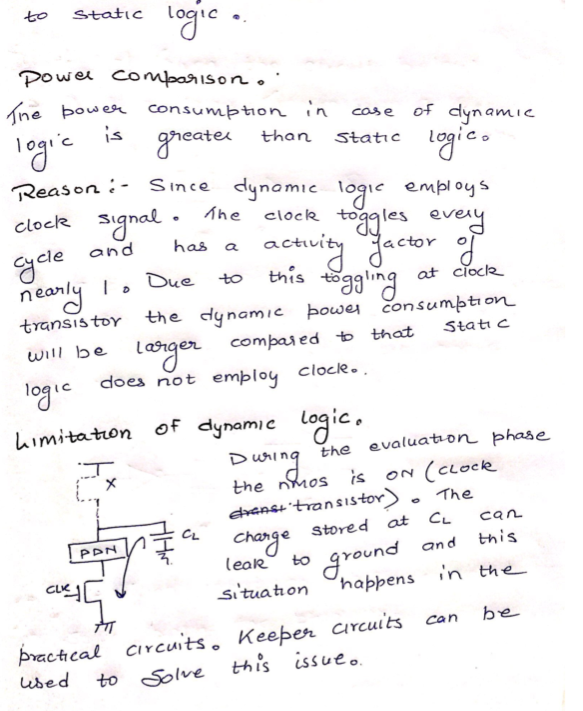 to static logic.
Power Comparison.
The power consumption in case of dynamic
logic is greater than static logic.
Reason :- Since dynamic logic employs
clock signal. The clock toggles every
cycle and has a activity factor of
nearly 1. Due to this toggling at clock
transistor the dynamic power consumption
will be larger compared to that static
logic does not employ clock.
Limitation of dynamic logic.
During the evaluation phase
the nmos is ON (clock
transistor). The
charge stored at CL can
leak to ground and this
situation happens in the
X
CL
PDN
CLK
practical circuits. Keeper circuits can be
used to solve this issue.